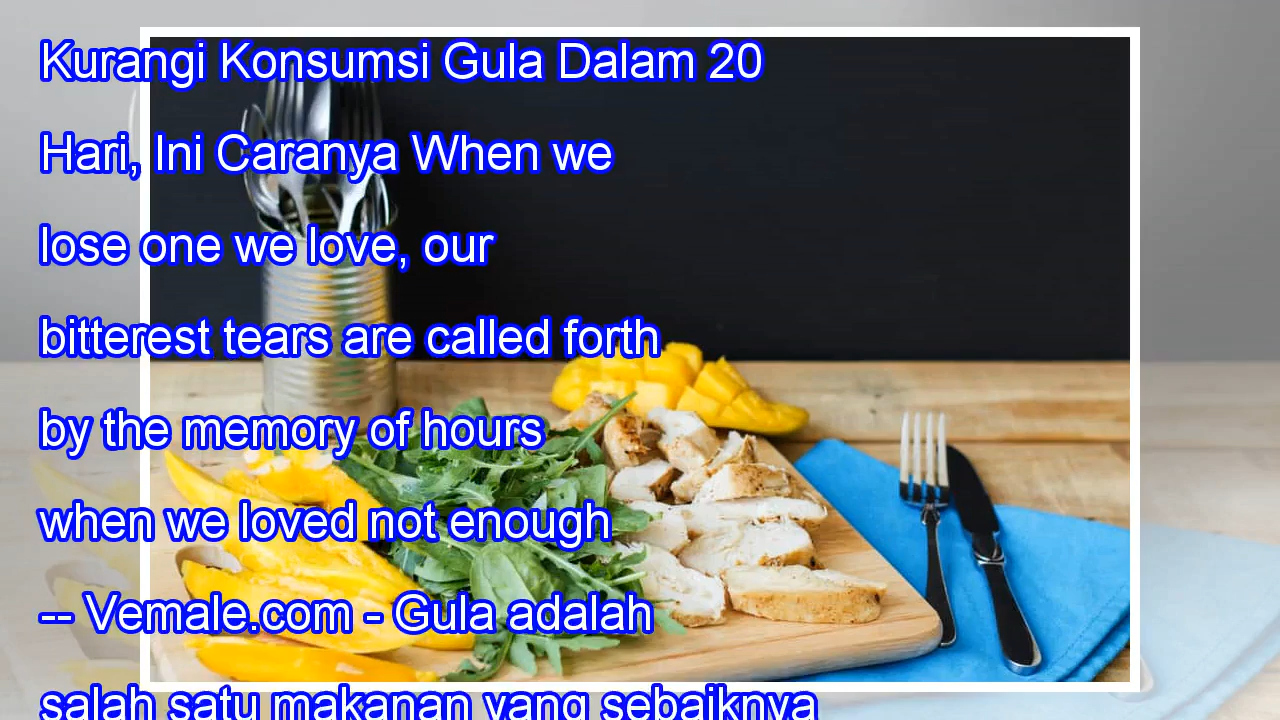 Kurangi Konsumsi Gula Dalam 20
Hari, Ini Caranya When we
lose one we love, our
bitterest tears are called forth
by the memory of hours
when we loved not enough
-- Vemale.com - Gula adalah
salah satu makanan yang sebaiknya